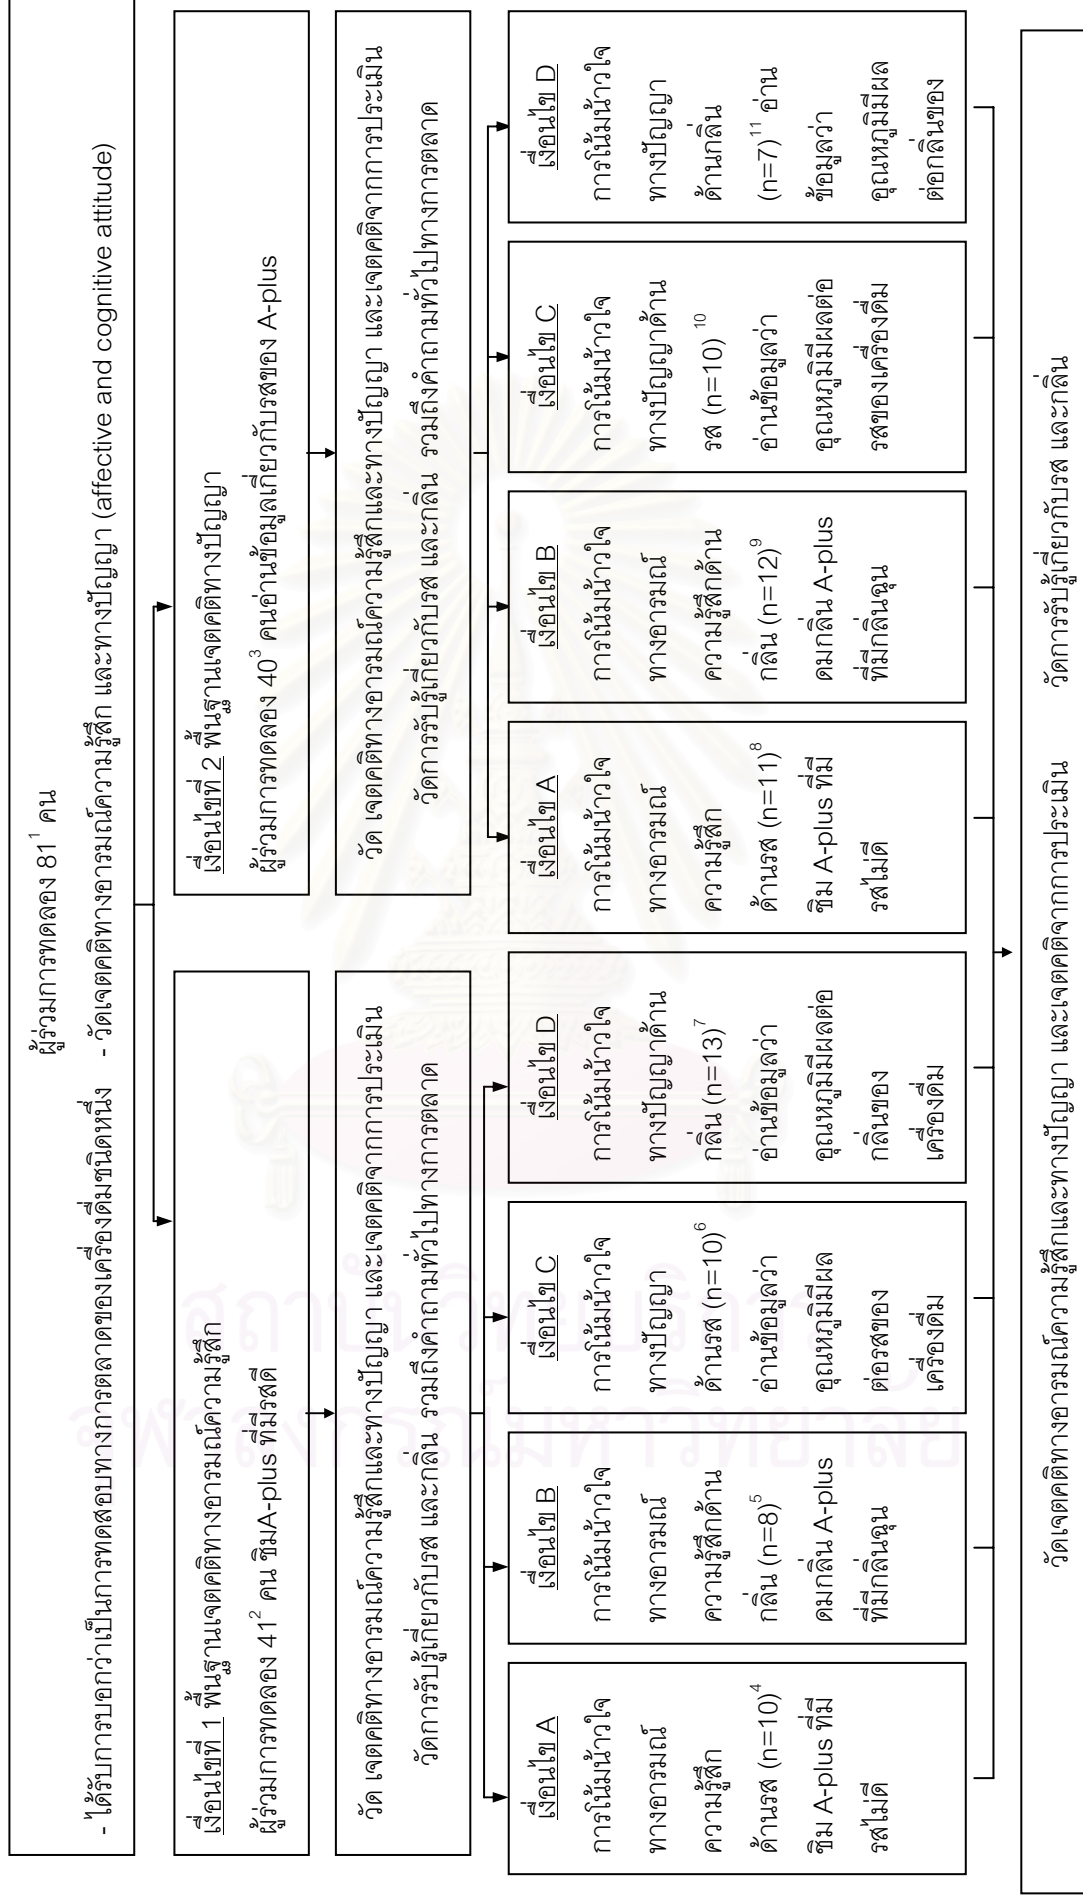 ผู้ร่วมการทดลอง 81¹ คน
- ได้รับการบอกว่าเป็นการทดสอบทางการตลาดของเครื่องดื่มชนิดหนึ่ง - วัดเจตคติทางอารมณ์ความรู้สึก และทางปัญญา (affective and cognitive attitude)
เงื่อนไขที่ 1 พื้นฐานเจตคติทางอารมณ์ความรู้สึก
ผู้ร่วมการทดลอง 41² คน ชิมA-plus ที่มีรสดี
เงื่อนไขที่ 2 พื้นฐานเจตคติทางปัญญา
ผู้ร่วมการทดลอง 40³ คนอ่านข้อมูลเกี่ยวกับรสของ A-plus
วัด เจตคติทางอารมณ์ความรู้สึกและทางปัญญา และเจตคติจากการประเมิน
วัดการรับรู้เกี่ยวกับรส และกลิ่น รวมถึงคำถามทั่วไปทางการตลาด
วัด เจตคติทางอารมณ์ความรู้สึกและทางปัญญา และเจตคติจากการประเมิน
วัดการรับรู้เกี่ยวกับรส และกลิ่น รวมถึงคำถามทั่วไปทางการตลาด
เงื่อนไข A
การโน้มน้าวใจ
ทางอารมณ์
ความรู้สึก
ด้านรส (n=10)⁴
ชิม A-plus ที่มี
รสไม่ดี
เงื่อนไข B
การโน้มน้าวใจ
ทางอารมณ์
ความรู้สึกด้าน
กลิ่น (n=8)⁵
ดมกลิ่น A-plus
ที่มีกลิ่นฉุน
เงื่อนไข C
การโน้มน้าวใจ
ทางปัญญา
ด้านรส (n=10)⁶
อ่านข้อมูลว่า
อุณหภูมิมีผล
ต่อรสของ
เครื่องดื่ม
เงื่อนไข D
การโน้มน้าวใจ
ทางปัญญาด้าน
กลิ่น (n=13)⁷
อ่านข้อมูลว่า
อุณหภูมิมีผลต่อ
กลิ่นของ
เครื่องดื่ม
เงื่อนไข A
การโน้มน้าวใจ
ทางอารมณ์
ความรู้สึก
ด้านรส (n=11)⁸
ชิม A-plus ที่มี
รสไม่ดี
เงื่อนไข B
การโน้มน้าวใจ
ทางอารมณ์
ความรู้สึกด้าน
กลิ่น (n=12)⁹
ดมกลิ่น A-plus
ที่มีกลิ่นฉุน
เงื่อนไข C
การโน้มน้าวใจ
ทางปัญญาด้าน
รส (n=10)¹⁰
อ่านข้อมูลว่า
อุณหภูมิมีผลต่อ
รสของเครื่องดื่ม
เงื่อนไข D
การโน้มน้าวใจ
ทางปัญญา
ด้านกลิ่น
(n=7)¹¹ อ่าน
ข้อมูลว่า
อุณหภูมิมีผล
ต่อกลิ่นของ
วัดเจตคติทางอารมณ์ความรู้สึกและทางปัญญา และเจตคติจากการประเมิน วัดการรับรู้เกี่ยวกับรส และกลิ่น
สถาบันวิทยบริการ
จุฬาลงกรณ์มหาวิทยาลัย